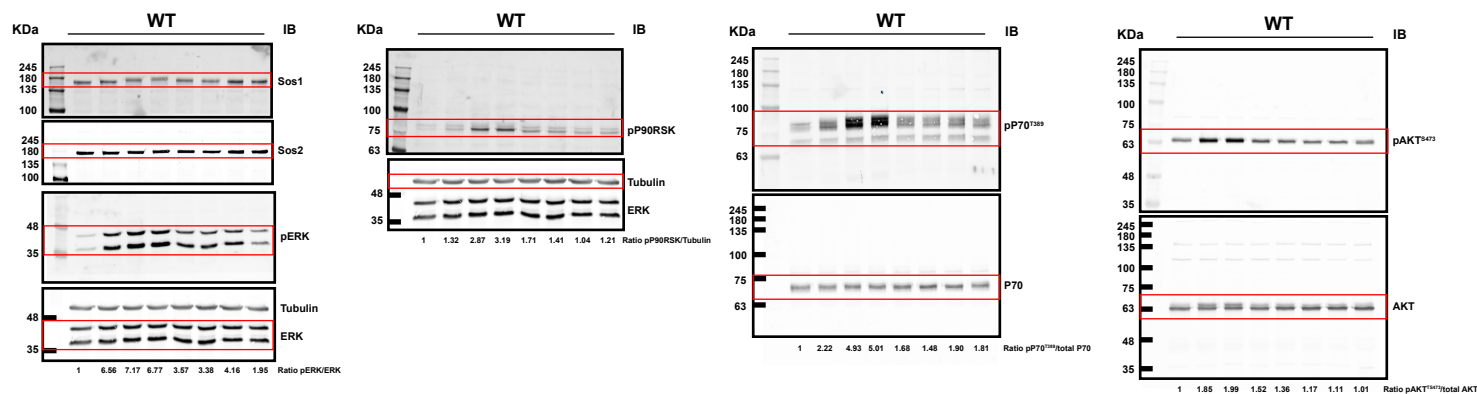 WT
KDa IB
245
180
135
100
Sos1
245
180
135
100
Sos2
48
35
pERK
Tubulin
48
35
ERK
1 6.56 7.17 6.77 3.57 3.38 4.16 1.95 Ratio pERK/ERK
WT
KDa IB
245
180
135
100
75
63
pP90RSK
Tubulin
48
35
ERK
1 1.32 2.87 3.19 1.71 1.41 1.04 1.21 Ratio pP90RSK/Tubulin
WT
KDa IB
245
180
135
100
75
63
pP70T389
245
180
135
100
75
63
P70
1 2.22 4.93 5.01 1.68 1.48 1.90 1.81 Ratio pP70T389/total P70
WT
KDa IB
245
180
135
100
75
63
48
35
pAKTS473
245
180
135
100
75
63
48
35
AKT
1 1.85 1.99 1.52 1.36 1.17 1.11 1.01 Ratio pAKTTS473/total AKT